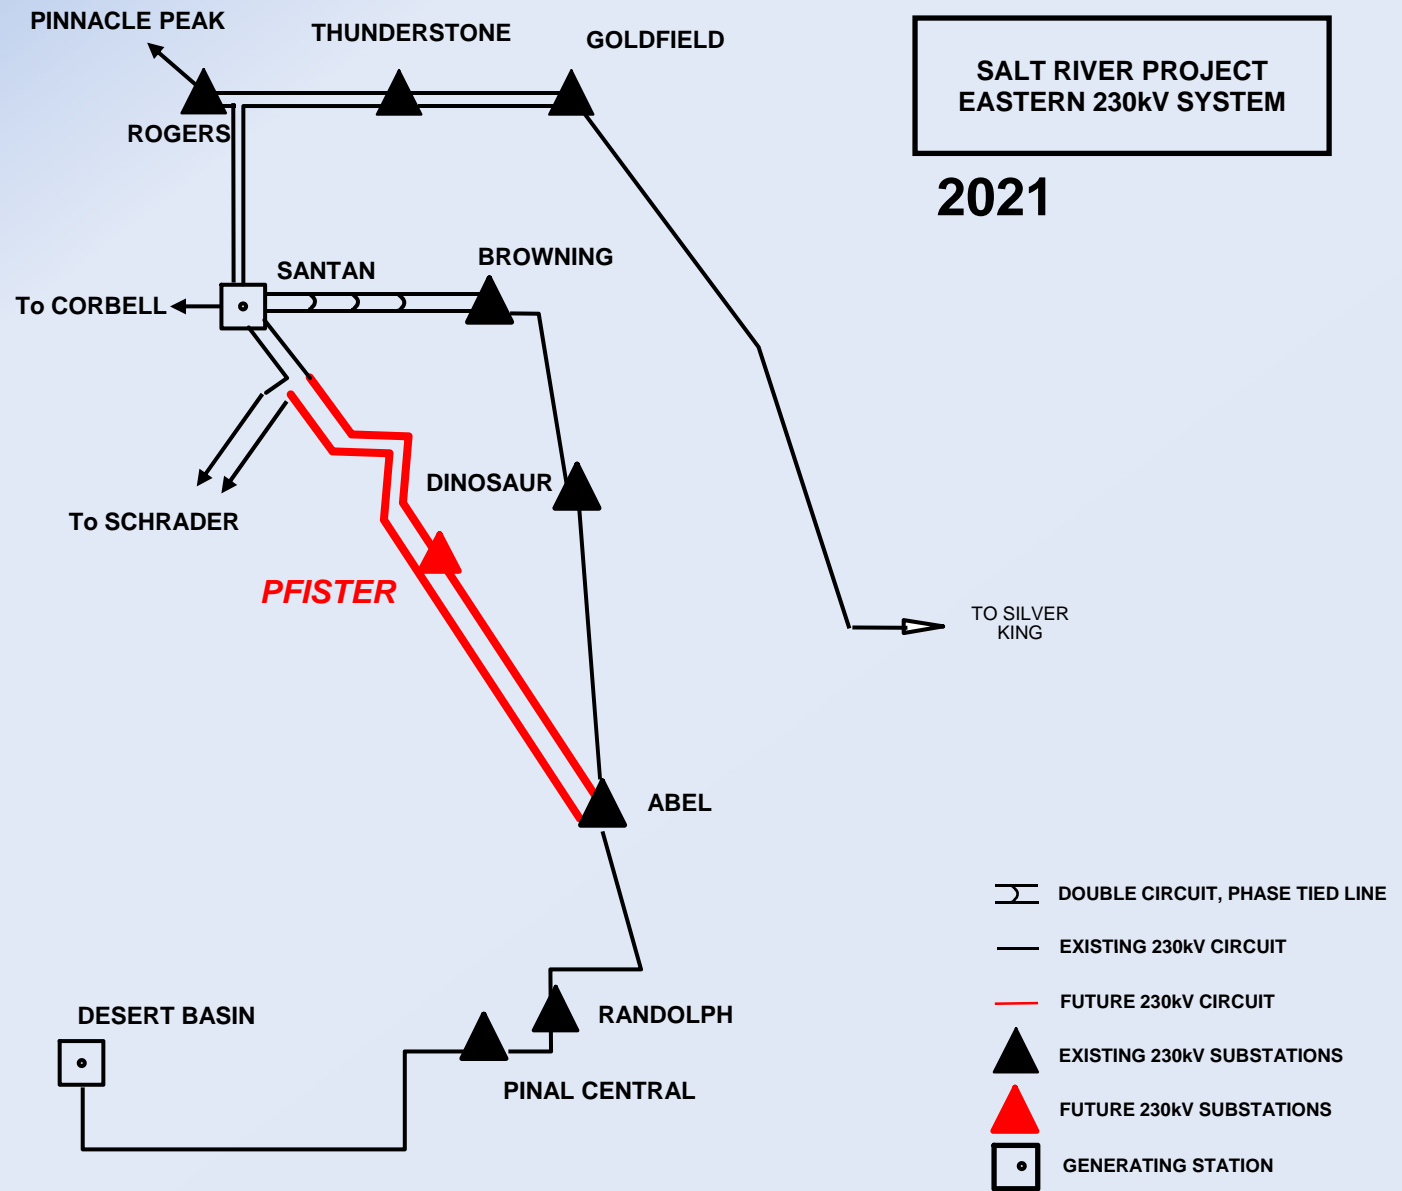 PINNACLE PEAK
THUNDERSTONE
GOLDFIELD
SALT RIVER PROJECT
EASTERN 230kV SYSTEM
ROGERS
2021
SANTAN
BROWNING
To CORBELL
DINOSAUR
To SCHRADER
PFISTER
TO SILVER
KING
ABEL
DOUBLE CIRCUIT, PHASE TIED LINE
EXISTING 230kV CIRCUIT
FUTURE 230kV CIRCUIT
DESERT BASIN
RANDOLPH
EXISTING 230kV SUBSTATIONS
PINAL CENTRAL
FUTURE 230kV SUBSTATIONS
GENERATING STATION